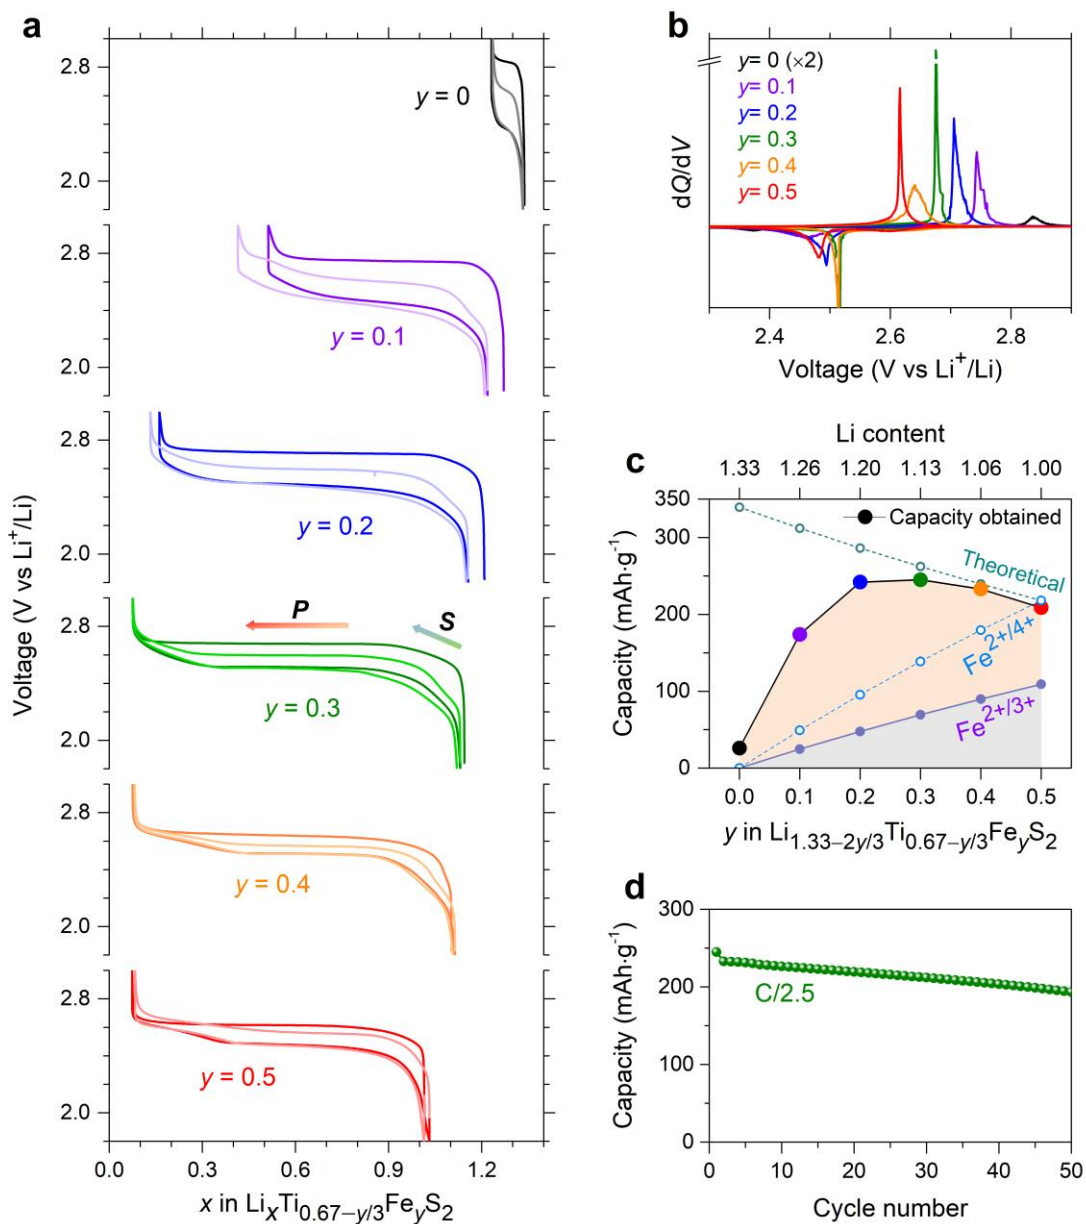 a
2.8
2.0
y = 0
2.8
2.0
y = 0.1
2.8
2.0
y = 0.2
2.8
2.0
P
S
y = 0.3
2.8
2.0
y = 0.4
2.8
2.0
y = 0.5
0.0 0.3 0.6 0.9 1.2
x in LiₓTi₀.₆₇₋y/₃FeyS₂
Voltage (V vs Li⁺/Li)
b
y= 0 (×2)
y= 0.1
y= 0.2
y= 0.3
y= 0.4
y= 0.5
dQ/dV
2.4 2.6 2.8
Voltage (V vs Li⁺/Li)
c
Li content
1.33 1.26 1.20 1.13 1.06 1.00
350
300
200
100
0
Capacity (mAh·g⁻¹)
Capacity obtained
Theoretical
Fe²⁺/⁴⁺
Fe²⁺/³⁺
0.0 0.1 0.2 0.3 0.4 0.5
y in Li₁.₃₃₋₂y/₃Ti₀.₆₇₋y/₃FeyS₂
d
300
200
100
0
Capacity (mAh·g⁻¹)
C/2.5
0 10 20 30 40 50
Cycle number